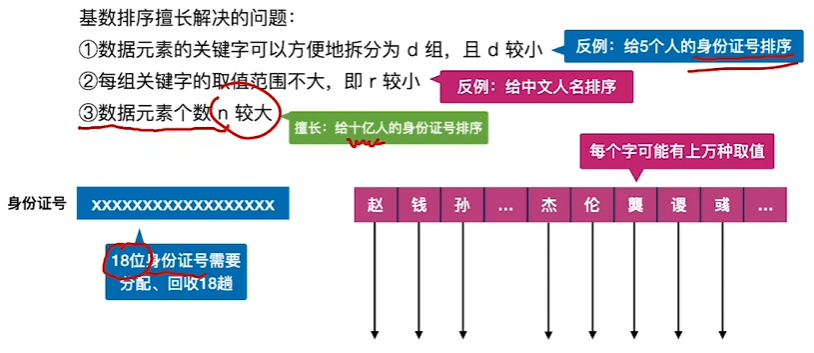 基数排序擅长解决的问题：
①数据元素的关键字可以方便地拆分为 d 组，且 d 较小
反例：给5个人的身份证号排序
②每组关键字的取值范围不大，即 r 较小
反例：给中文人名排序
③数据元素个数 n 较大
擅长：给十亿人的身份证号排序
每个字可能有上万种取值
身份证号
xxxxxxxxxxxxxxxxxx
赵 钱 孙 … 杰 伦 龑 谡 彧 …
18位身份证号需要
分配、回收18趟